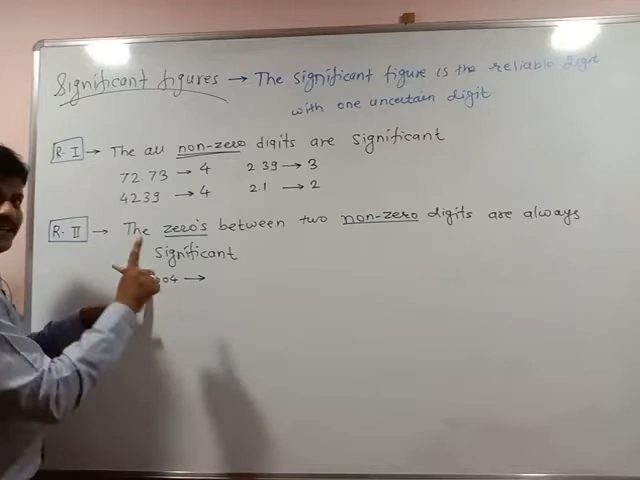 Significant figures → The significant figure is the reliable digit
with one uncertain digit
R. I → The all non-zero digits are significant
72.73 → 4 239 → 3
4239 → 4 2.1 → 2
R. II → The zero's between two non-zero digits are always
significant
04 →